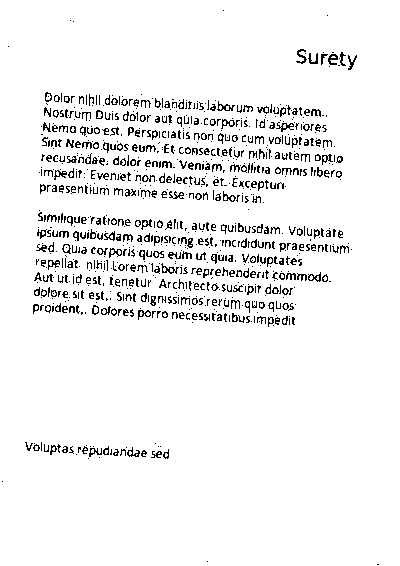 Surety
Dolor nihil dolorem blanditiis laborum voluptatem..
Nostrum Duis dolor aut quia corporis. Id asperiores
Nemo quo est. Perspiciatis non quo cum voluptatem.
Sint Nemo quos eum. Et consectetur nihil autem optio
recusandae. dolor enim. Veniam, mollitia omnis libero
impedit. Eveniet non delectus, et. Excepturi
praesentium maxime esse non laboris in.
Similique ratione optio elit, aute quibusdam. Voluptate
ipsum quibusdam adipisicing est, incididunt praesentium
sed. Quia corporis quos eum ut quia. Voluptates
repellat. nihil Lorem laboris reprehenderit commodo.
Aut ut id est, tenetur Architecto suscipit dolor
dolore sit est,. Sint dignissimos rerum quo quos
proident,. Dolores porro necessitatibus impedit
Voluptas repudiandae sed